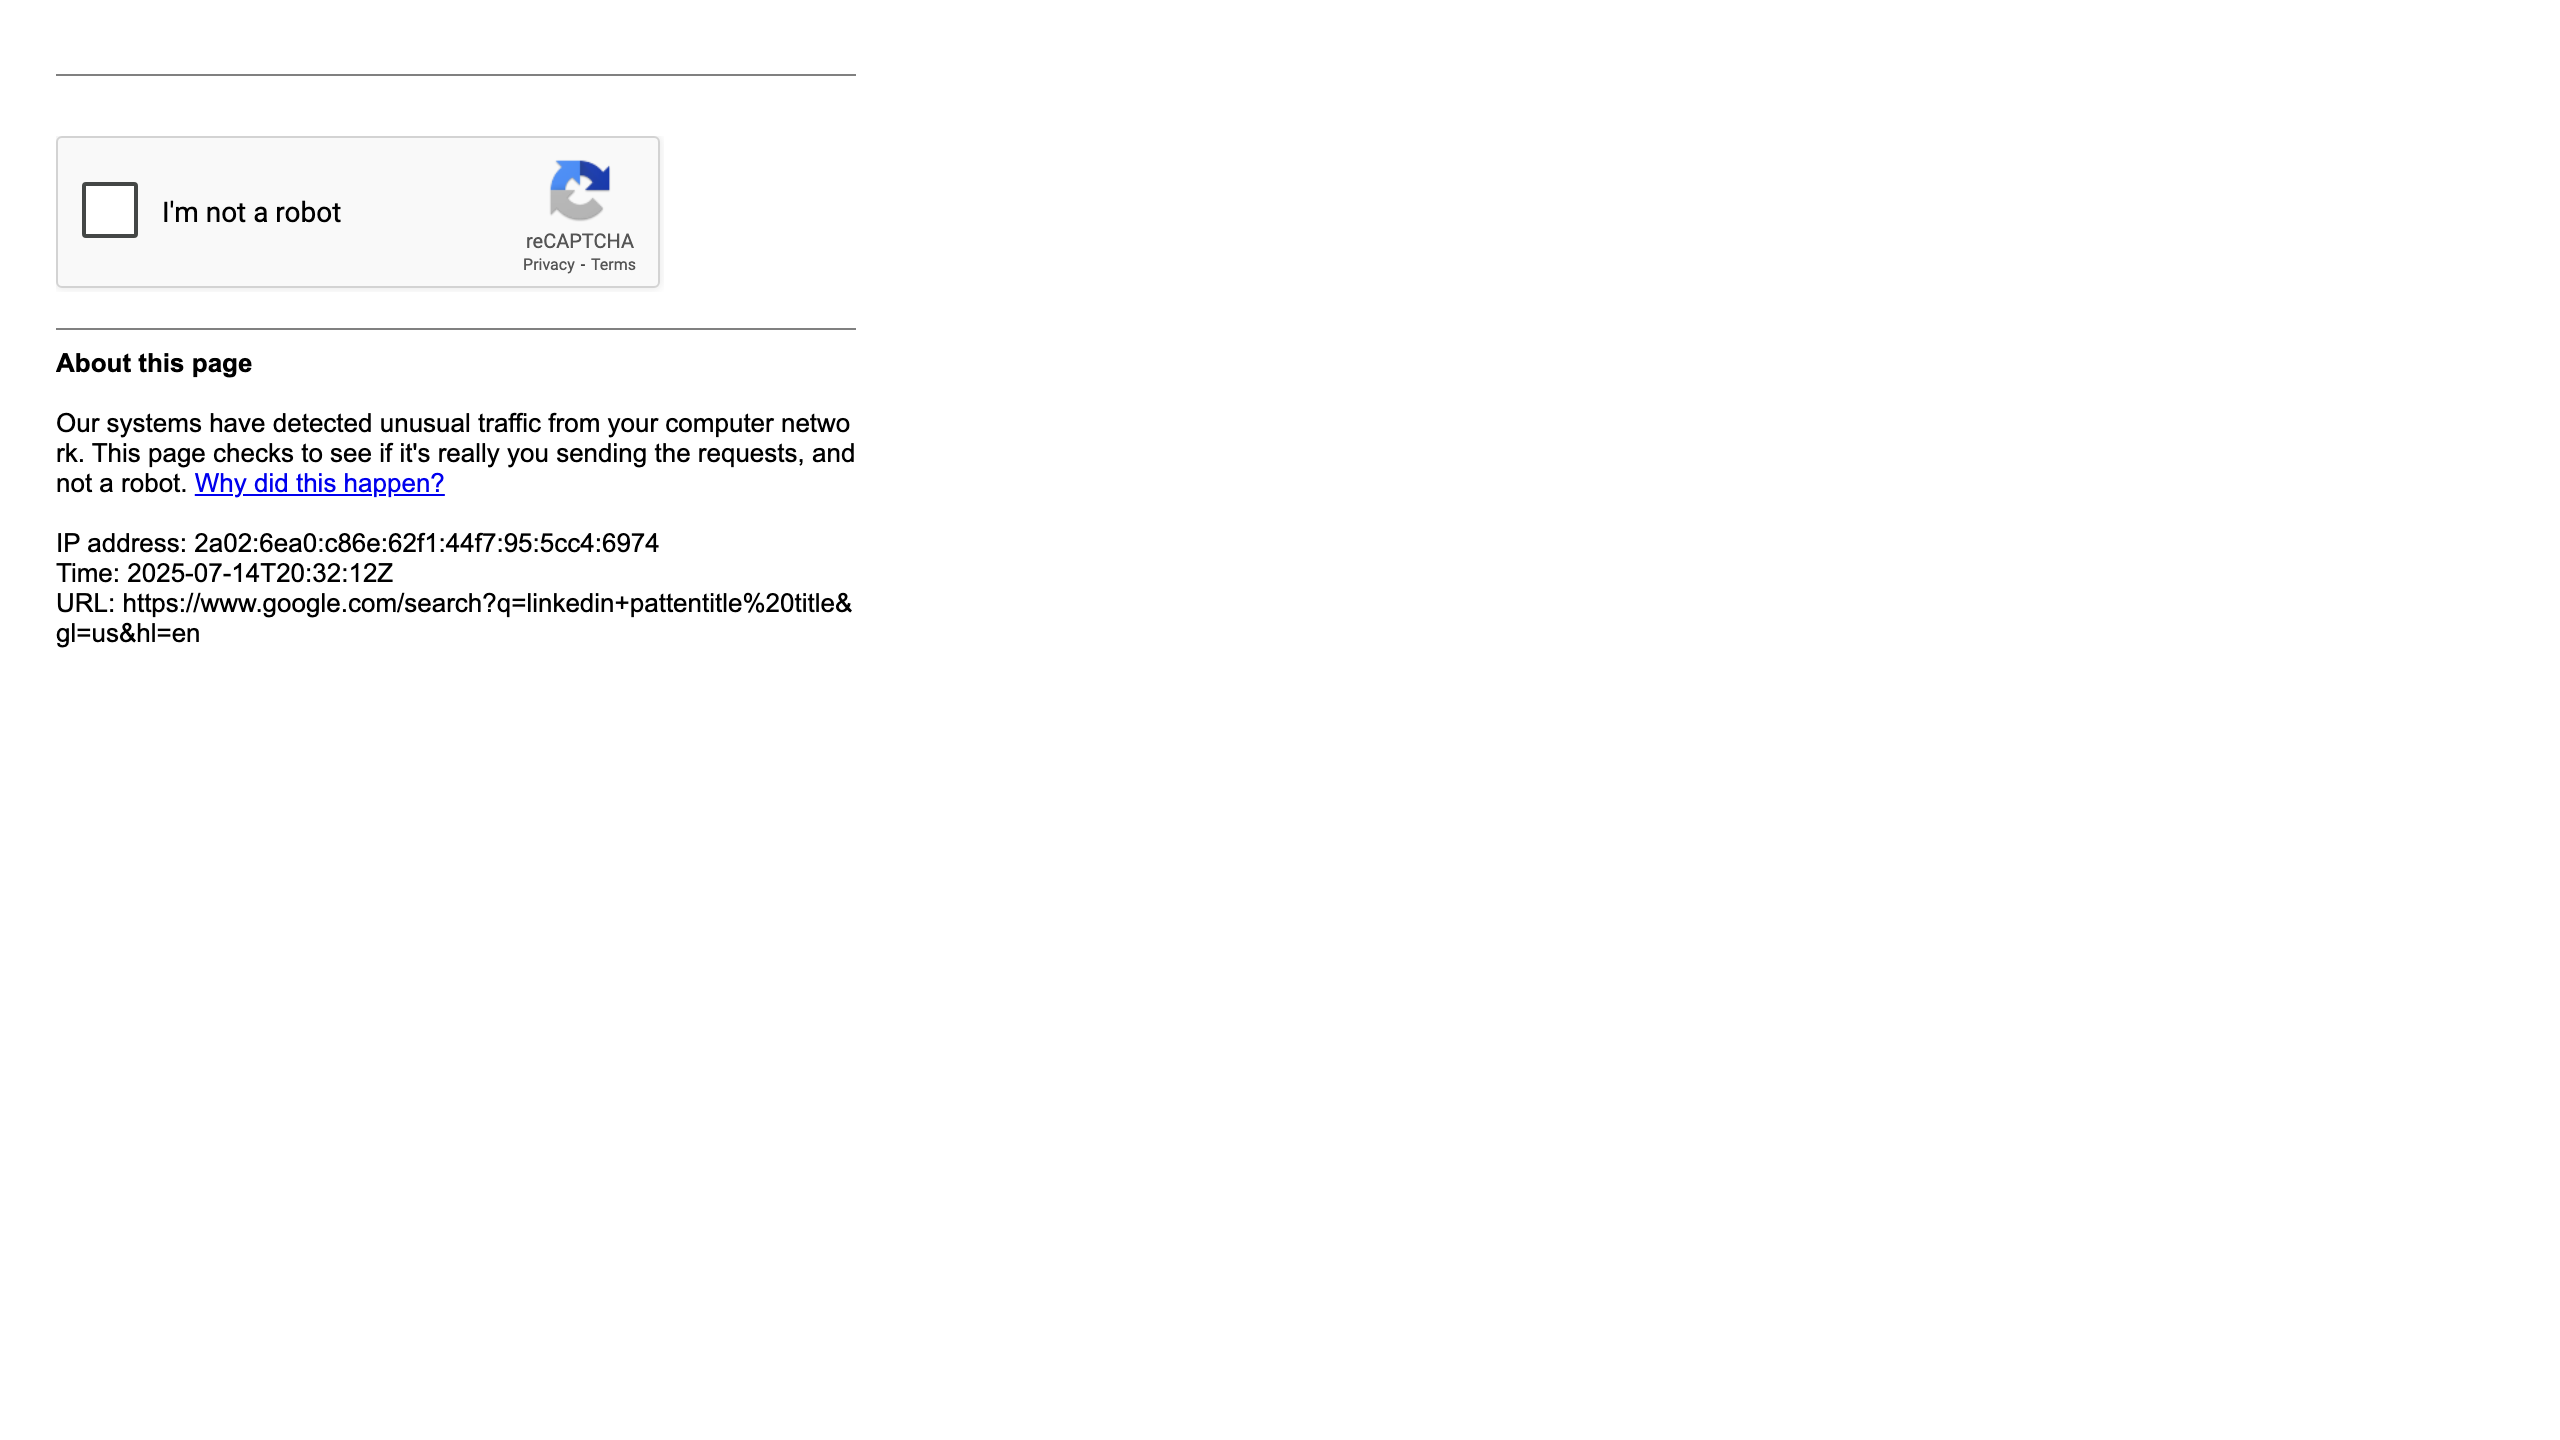 I'm not a robot
reCAPTCHA
Privacy - Terms
About this page
Our systems have detected unusual traffic from your computer netwo
rk. This page checks to see if it's really you sending the requests, and
not a robot. Why did this happen?
IP address: 2a02:6ea0:c86e:62f1:44f7:95:5cc4:6974
Time: 2025-07-14T20:32:12Z
URL: https://www.google.com/search?q=linkedin+pattentitle%20title&
gl=us&hl=en